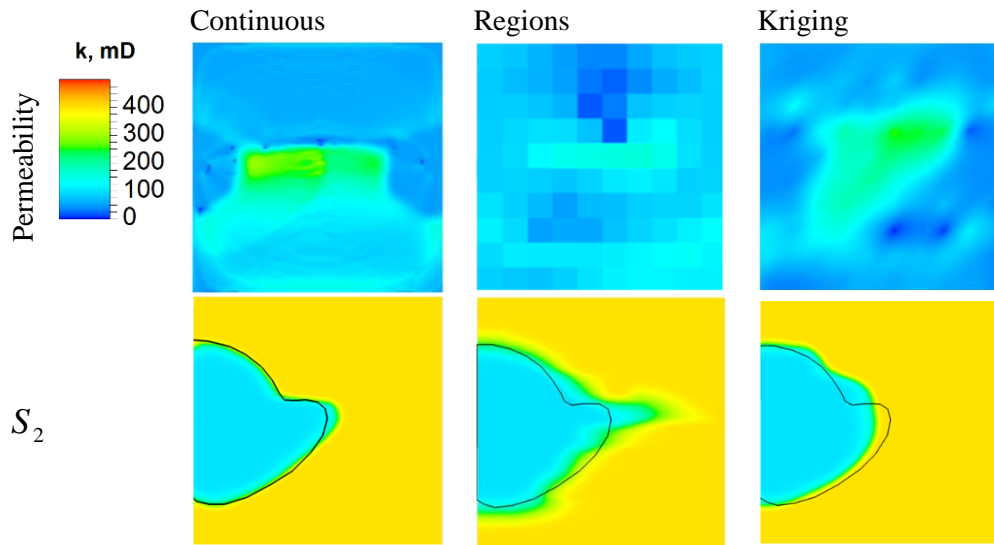 Continuous
Regions
Kriging
k, mD
400
300
200
100
0
Permeability
S₂